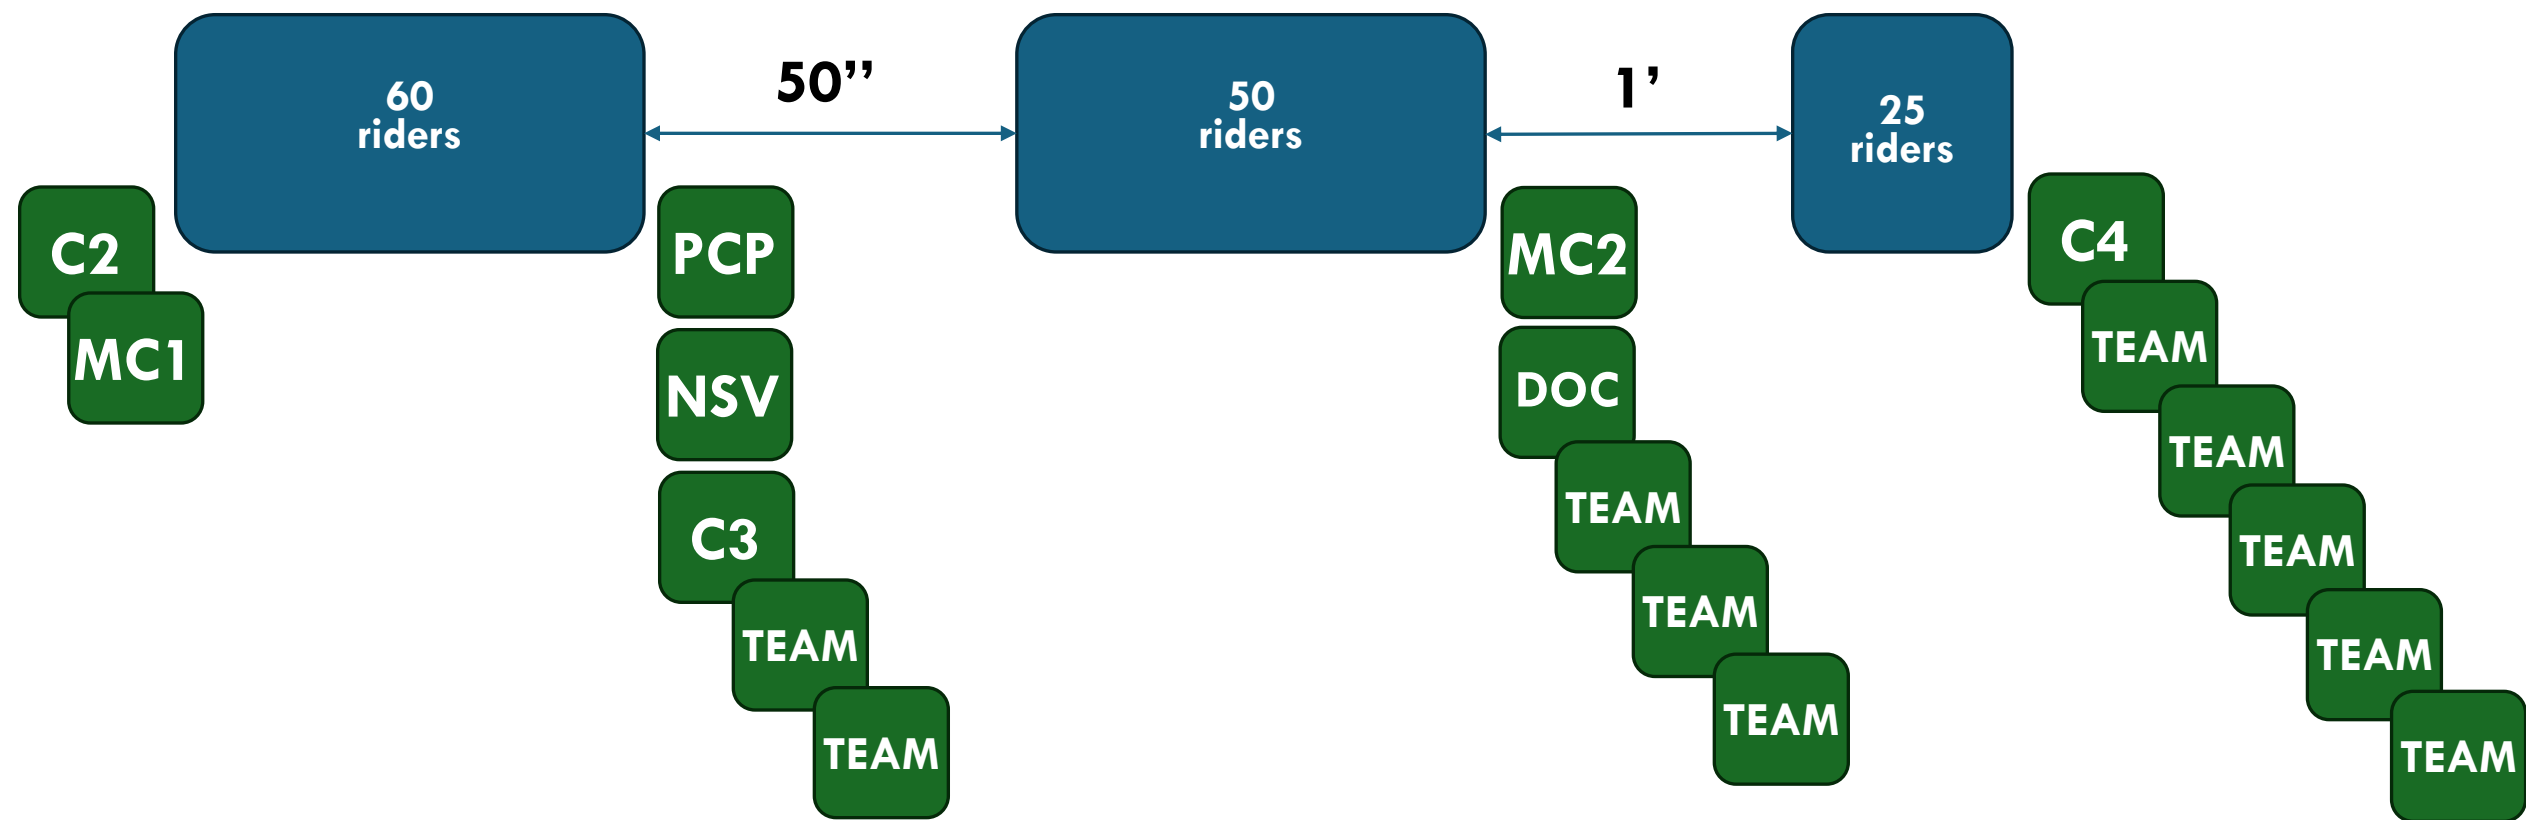 60
riders
50’’
50
riders
1’
25
riders
C2
MC1
PCP
NSV
C3
TEAM
TEAM
MC2
DOC
TEAM
TEAM
TEAM
C4
TEAM
TEAM
TEAM
TEAM
TEAM